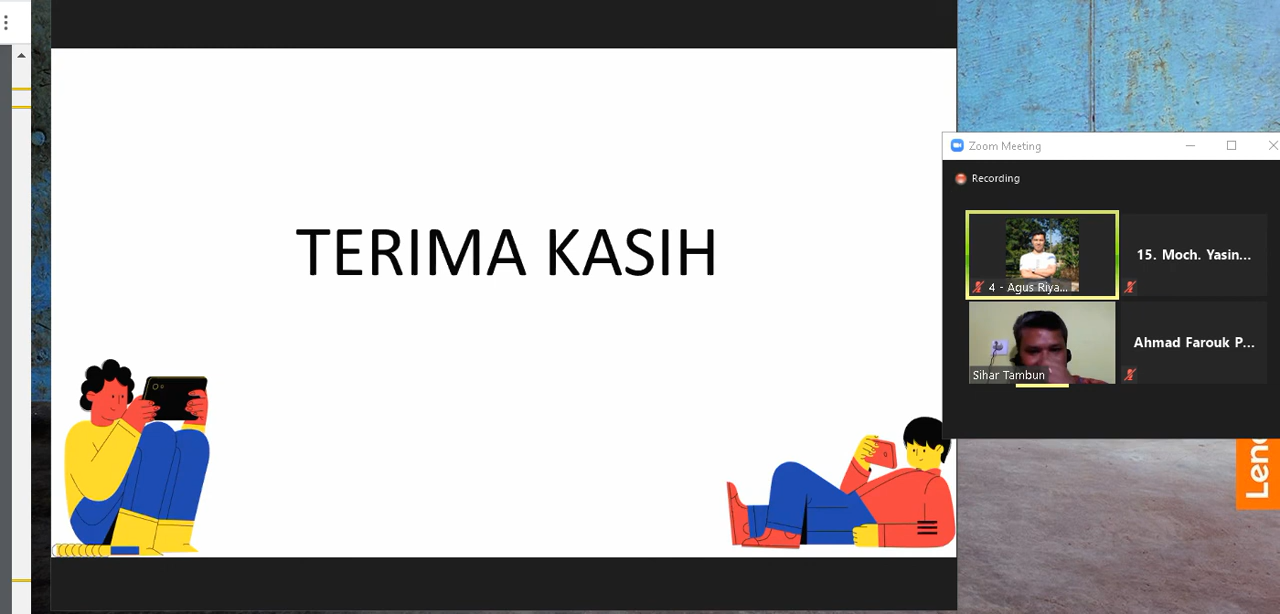 TERIMA KASIH
Zoom Meeting
Recording
4 - Agus Riya...
15. Moch. Yasin...
Sihar Tambun
Ahmad Farouk P...